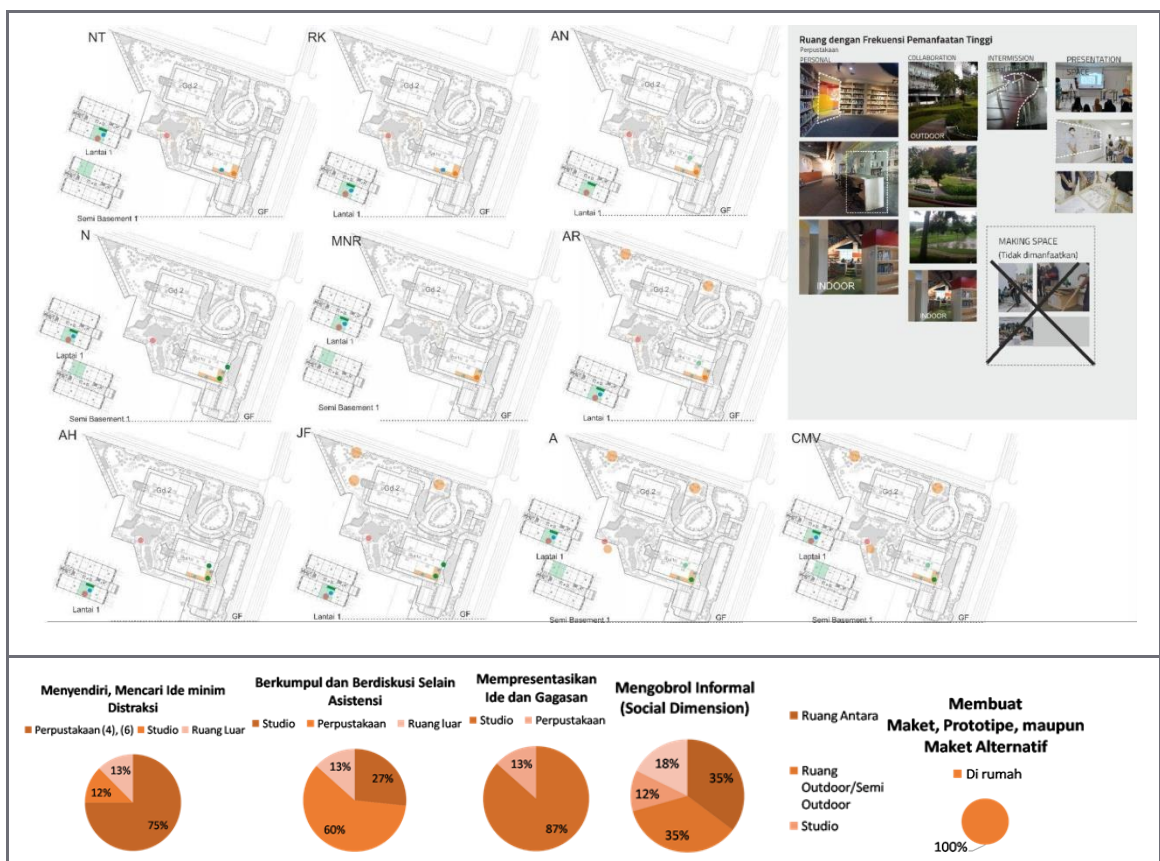 NT
RK
AN
Gd.2
Gd.2
Gd.2
Lantai 1
Semi Basement 1
GF
Lantai 1
GF
Lantai 1
GF
Ruang dengan Frekuensi Pemanfaatan Tinggi
Perpustakaan
PERSONAL
COLLABORATION
INTERMISSION
PRESENTATION
SPACE
OUTDOOR
INDOOR
INDOOR
MAKING SPACE
(Tidak dimanfaatkan)
N
MNR
AR
Gd.2
Gd.2
Gd.2
Lantai 1
Semi Basement 1
GF
Lantai 1
Semi Basement 1
GF
Lantai 1
GF
AH
JF
A
CMV
Gd.2
Gd.2
Gd.2
Gd.2
Lantai 1
GF
Lantai 1
GF
Lantai 1
Semi Basement 1
GF
Lantai 1
Semi Basement 1
GF
Menyendiri, Mencari Ide minim
Distraksi
Perpustakaan (4), (6) Studio Ruang Luar
13%
12%
75%
Berkumpul dan Berdiskusi Selain
Asistensi
Studio Perpustakaan Ruang luar
13%
27%
60%
Mempresentasikan
Ide dan Gagasan
Studio Perpustakaan
13%
87%
Mengobrol Informal
(Social Dimension)
18%
35%
12%
35%
Ruang Antara
Ruang
Outdoor/Semi
Outdoor
Studio
Membuat
Maket, Prototipe, maupun
Maket Alternatif
Di rumah
100%